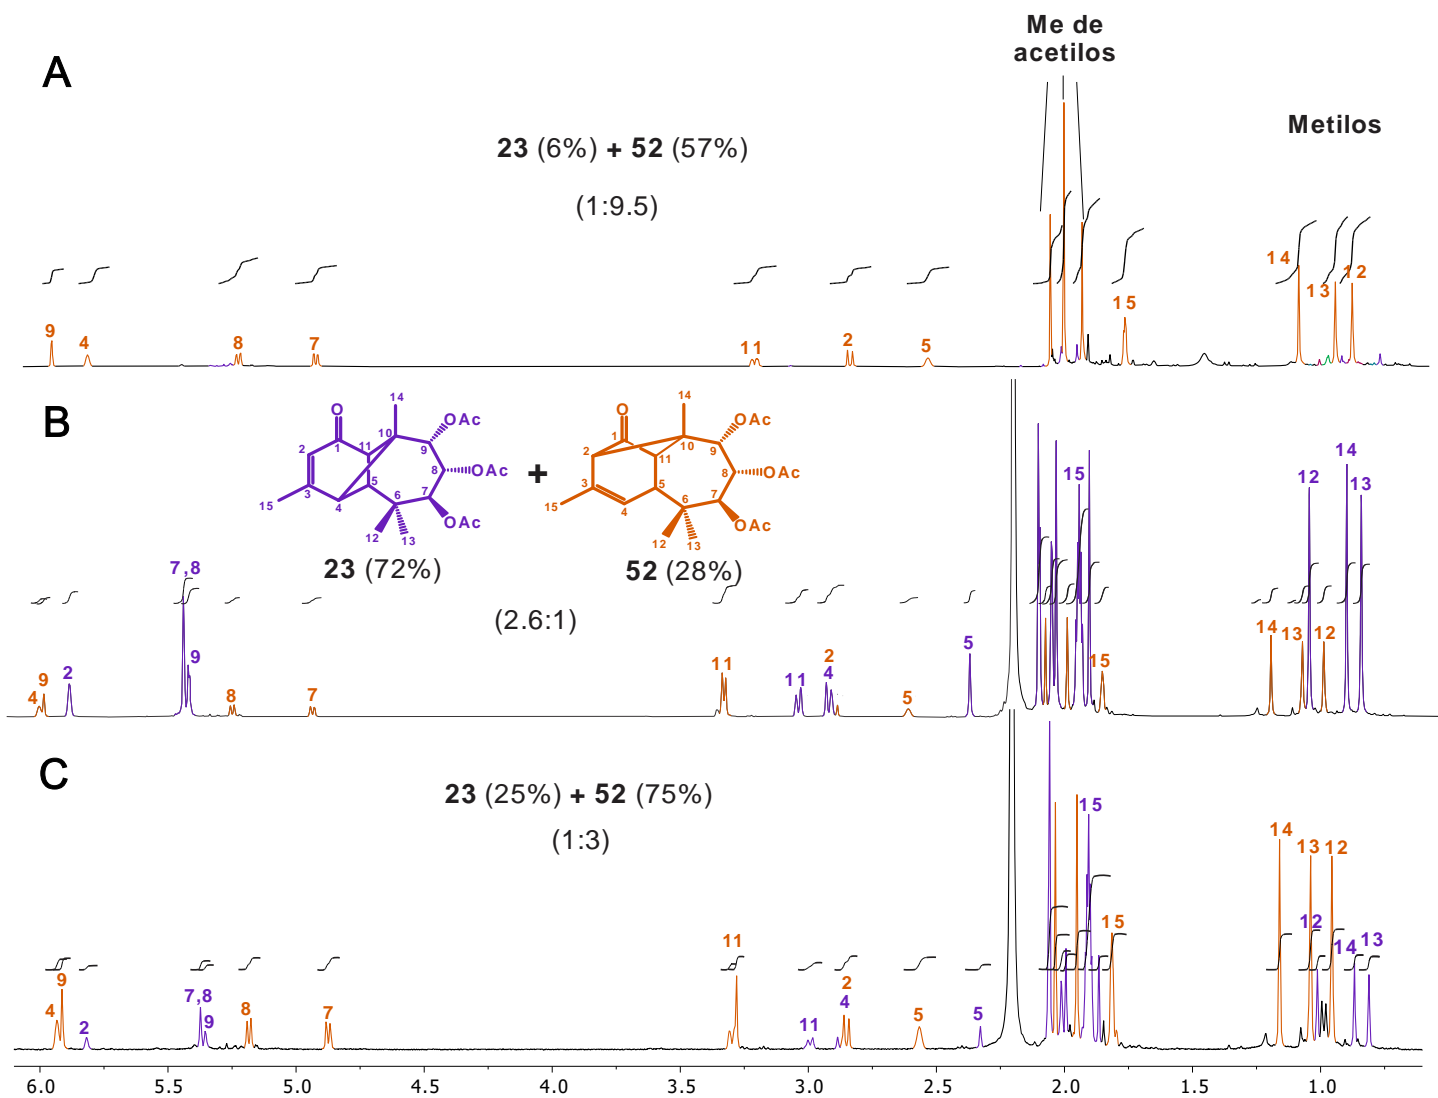 A
Me de
acetilos
Metilos
23 (6%) + 52 (57%)
(1:9.5)
9 4 8 7 11 2 5 15 14 13 12
B
O 14 OAc
1 10 11 9
2 8 OAc
3 5 7
15 4 6 OAc
12 13
23 (72%)
+
O 14 OAc
1 10
2 11 9
8 OAc
3 5 7
15 4 6 OAc
12 13
52 (28%)
(2.6:1)
4 9 2 7,8 9 8 7 11 11 2 4 5 5 15 15 14 13 12 12 14 13
C
23 (25%) + 52 (75%)
(1:3)
4 9 2 7,8 9 8 7 11 11 2 4 5 5 15 15 14 13 12 12 14 13
6.0 5.5 5.0 4.5 4.0 3.5 3.0 2.5 2.0 1.5 1.0